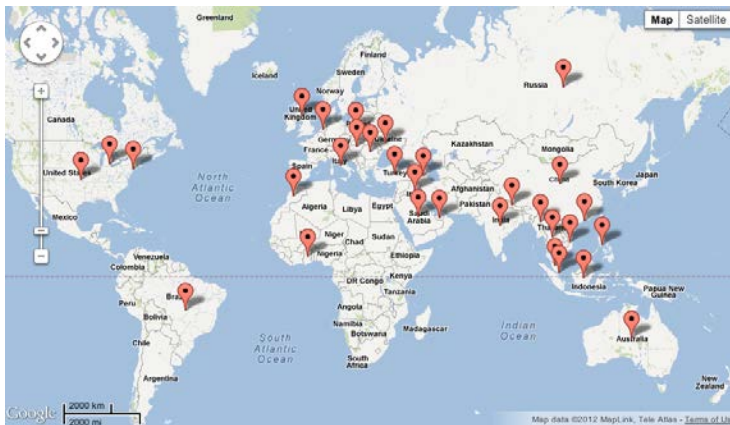 Map
Satellite
Greenland
Iceland
Finland
Sweden
Norway
Russia
United
Kingdom
Canada
Germ
Ukraine
France
Kazakhstan
Mongolia
Italy
Spain
Turkey
United States
North
Atlantic
Ocean
China
South Korea
Japan
Afghanistan
Pakistan
Algeria
Libya
Egypt
Saudi
Arabia
India
Mexico
Niger
Chad
Sudan
Nigeria
Ethiopia
Venezuela
Colombia
DR Congo
Kenya
Tanzania
Indonesia
Papua New
Guinea
Peru
Brazil
Bolivia
Angola
Namibia
Botswana
Madagascar
Chile
South
Atlantic
Ocean
Indian
Ocean
Australia
South
Africa
Argentina
New
Zealand
Google
2000 km
2000 mi
Map data ©2012 MapLink, Tele Atlas - Terms of Use